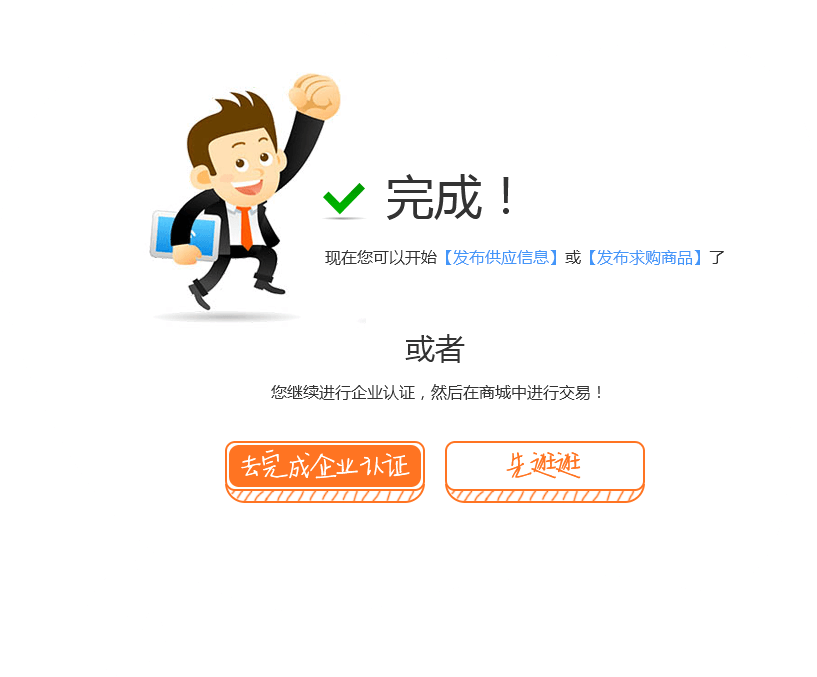 完成！
现在您可以开始【发布供应信息】或【发布求购商品】了
或者
您继续进行企业认证，然后在商城中进行交易！
去完成企业认证
先逛逛